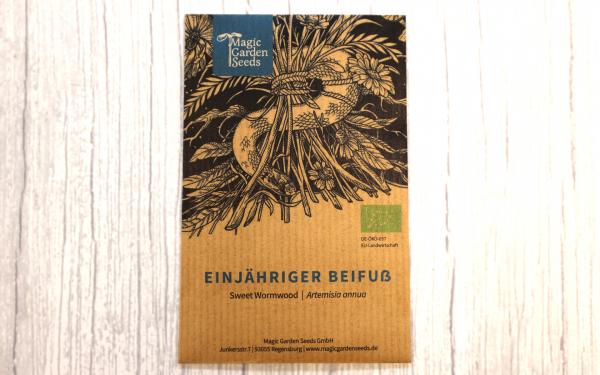 Magic
Garden
Seeds
DE-ÖKO-037
EU-Landwirtschaft
EINJÄHRIGER BEIFUẞ
Sweet Wormwood | Artemisia annua
Magic Garden Seeds GmbH
Junkersstr.7 | 93055 Regensburg | www.magicgardenseeds.de